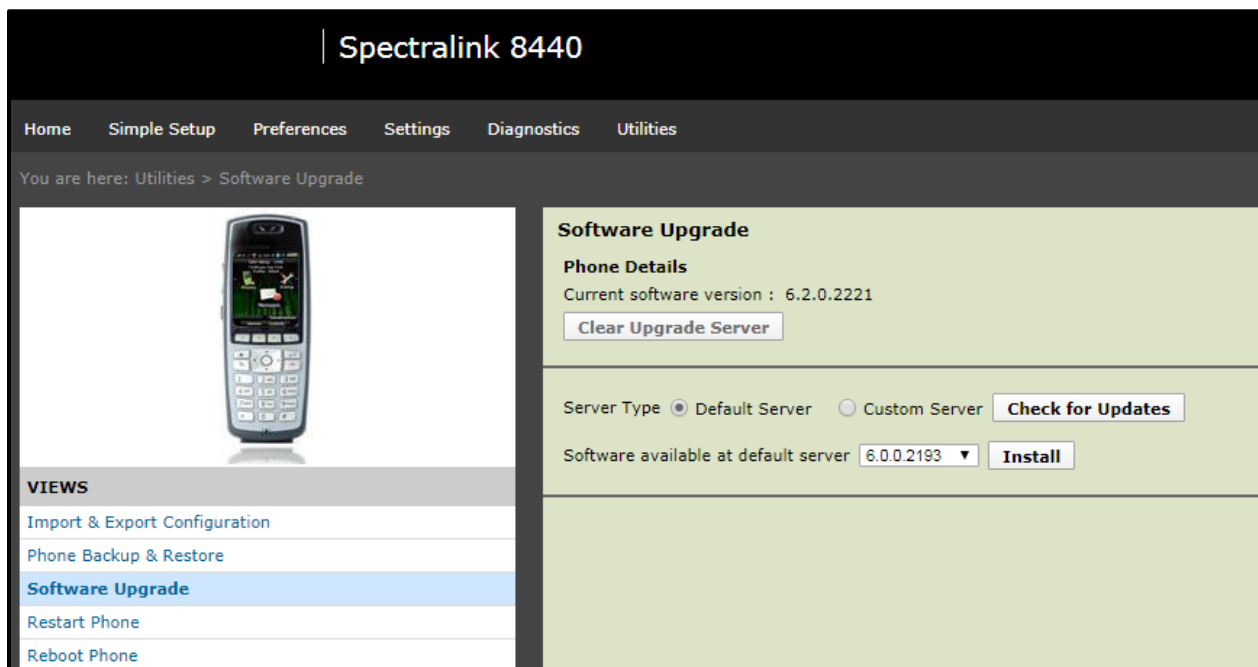 Spectralink 8440
Home Simple Setup Preferences Settings Diagnostics Utilities
You are here: Utilities > Software Upgrade
Software Upgrade
Phone Details
Current software version : 6.2.0.2221
Clear Upgrade Server
Server Type Default Server Custom Server Check for Updates
Software available at default server 6.0.0.2193 Install
VIEWS
Import & Export Configuration
Phone Backup & Restore
Software Upgrade
Restart Phone
Reboot Phone